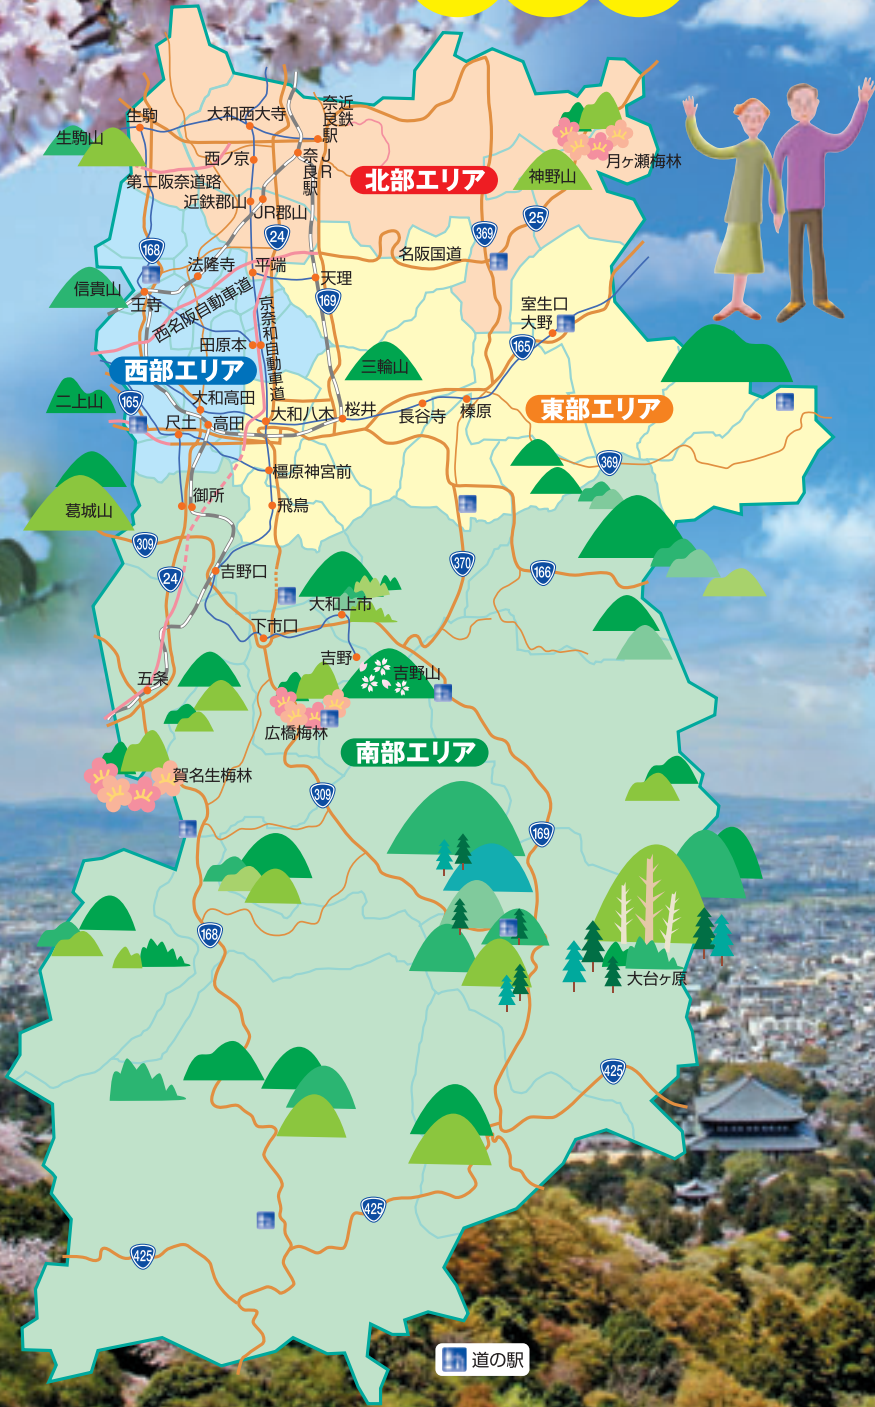 生駒
大和西大寺
近鉄
奈良駅
生駒山
西ノ京
JR
奈良駅
月ヶ瀬梅林
第二阪奈道路
北部エリア
神野山
近鉄郡山
JR郡山
24
369
25
168
名阪国道
法隆寺
平端
天理
信貴山
王寺
西名阪自動車道
京奈和自動車道
169
室生口
大野
田原本
165
西部エリア
三輪山
二上山
165
大和高田
尺土
高田
大和八木
桜井
長谷寺
榛原
東部エリア
369
橿原神宮前
御所
飛鳥
葛城山
309
24
吉野口
370
166
大和上市
下市口
吉野
吉野山
五条
広橋梅林
南部エリア
賀名生梅林
309
169
168
大台ヶ原
425
425
425
道の駅